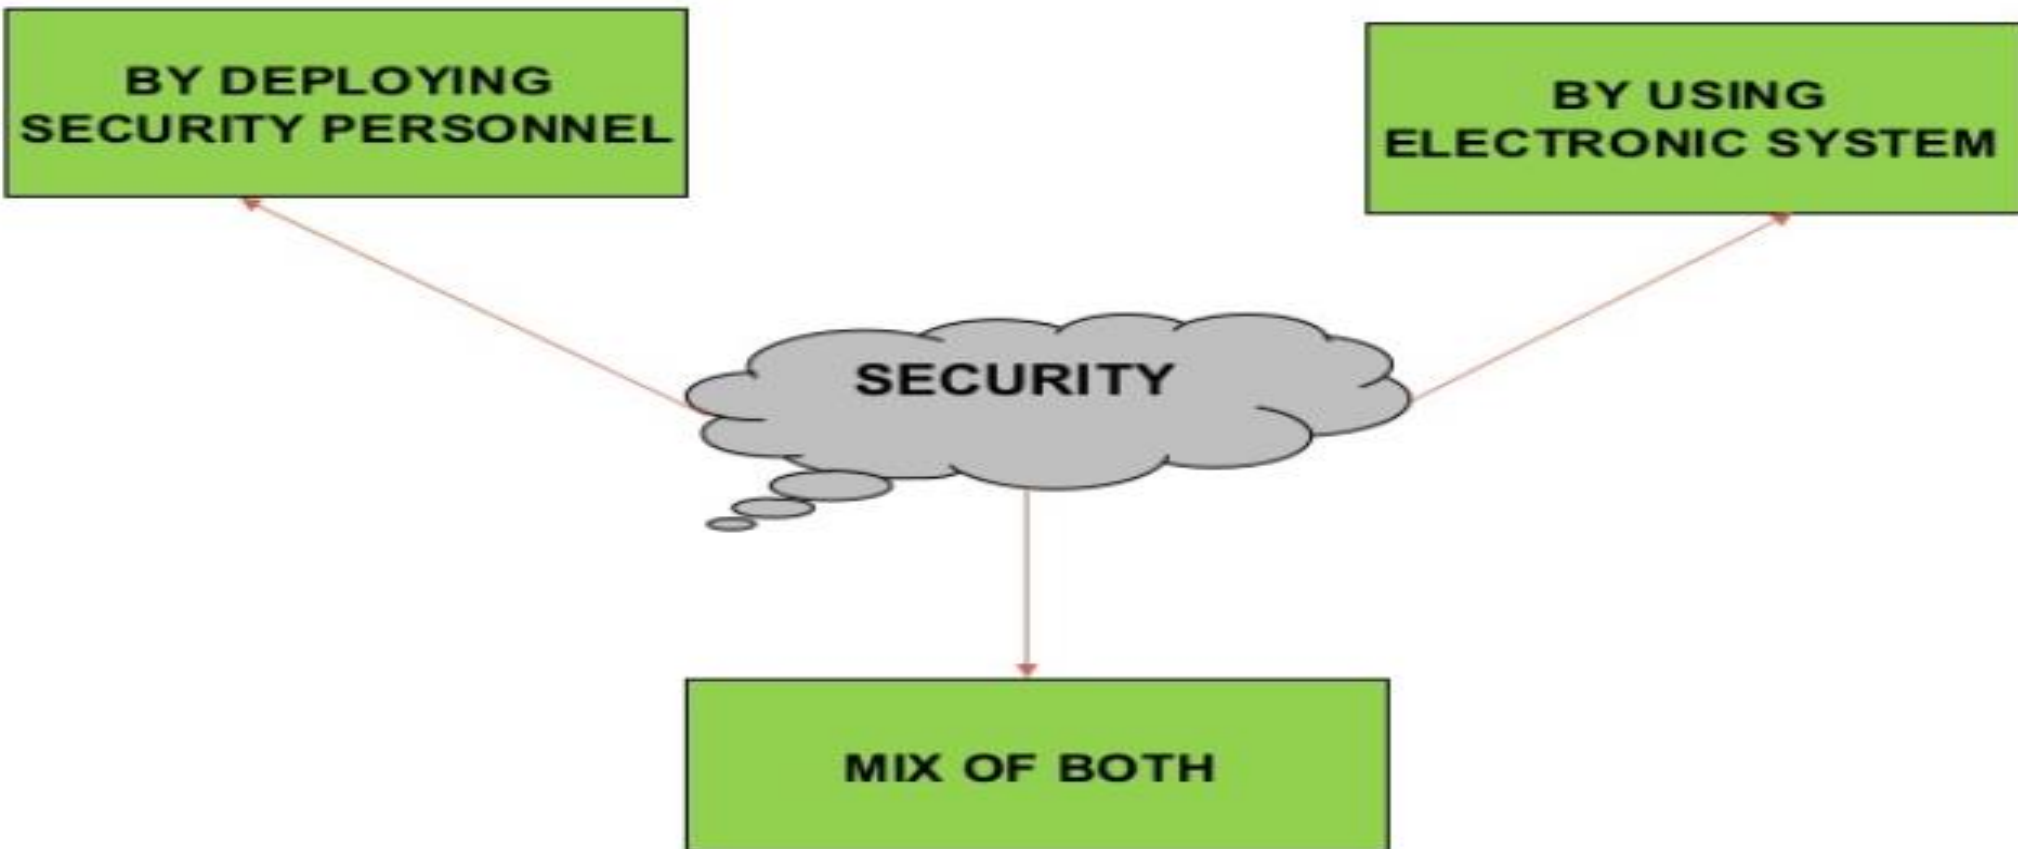 BY DEPLOYING
SECURITY PERSONNEL
BY USING
ELECTRONIC SYSTEM
SECURITY
MIX OF BOTH